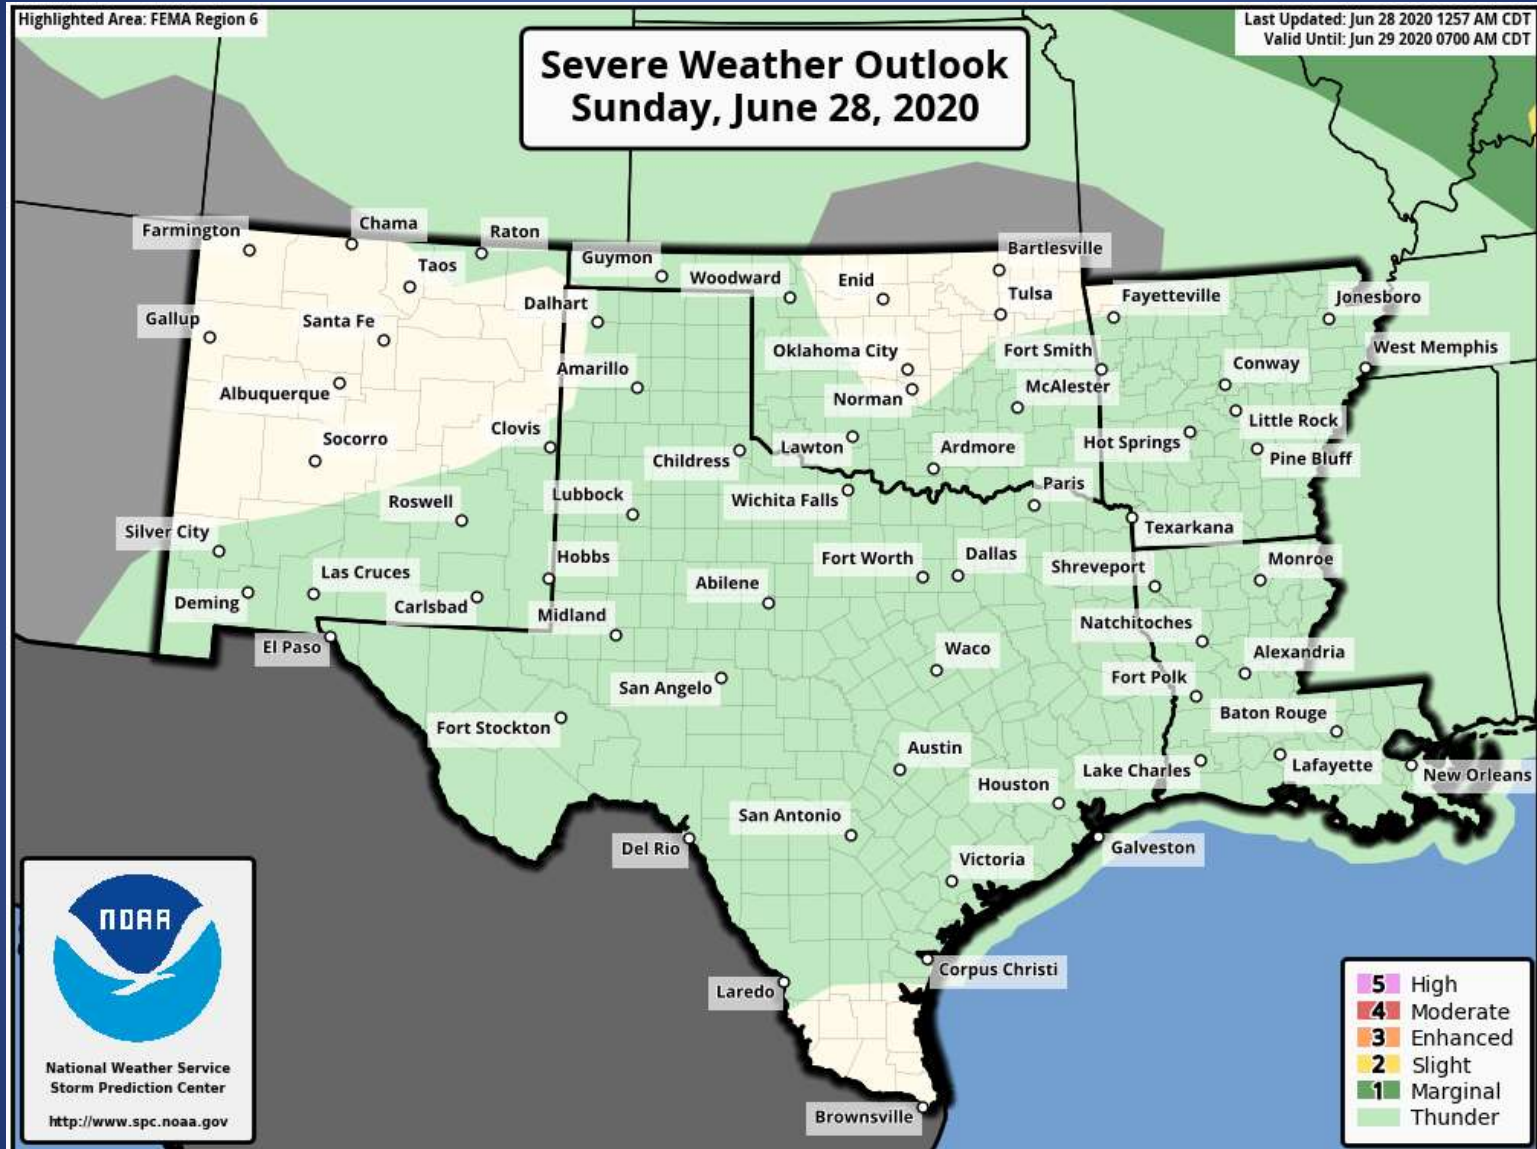 Highlighted Area: FEMA Region 6
Last Updated: Jun 28 2020 1257 AM CDT
Valid Until: Jun 29 2020 0700 AM CDT
Severe Weather Outlook
Sunday, June 28, 2020
Farmington
Chama
Raton
Taos
Guymon
Woodward
Enid
Bartlesville
Tulsa
Fayetteville
Jonesboro
Gallup
Santa Fe
Dalhart
Oklahoma City
Fort Smith
Conway
West Memphis
Albuquerque
Amarillo
Norman
McAlester
Little Rock
Socorro
Clovis
Childress
Lawton
Ardmore
Hot Springs
Pine Bluff
Roswell
Lubbock
Wichita Falls
Paris
Texarkana
Silver City
Hobbs
Fort Worth
Dallas
Shreveport
Monroe
Las Cruces
Abilene
Deming
Carlsbad
Midland
Natchitoches
El Paso
Waco
Alexandria
San Angelo
Fort Polk
Fort Stockton
Baton Rouge
Austin
Houston
Lake Charles
Lafayette
New Orleans
San Antonio
Del Rio
Galveston
Victoria
Corpus Christi
Laredo
Brownsville
NOAA
National Weather Service
Storm Prediction Center
http://www.spc.noaa.gov
5 High
4 Moderate
3 Enhanced
2 Slight
1 Marginal
Thunder